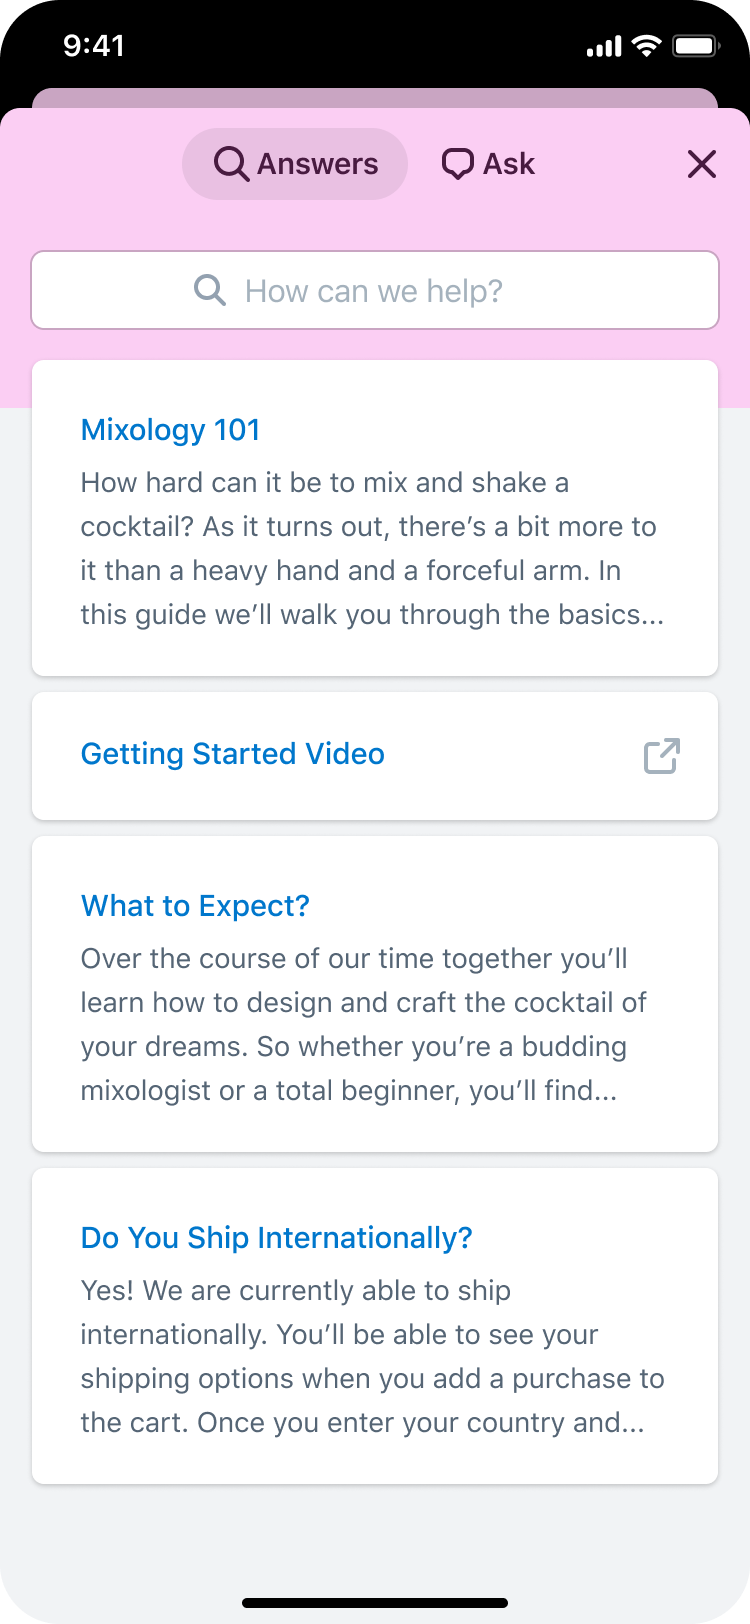 9:41
Answers
Ask
How can we help?
Mixology 101
How hard can it be to mix and shake a
cocktail? As it turns out, there’s a bit more to
it than a heavy hand and a forceful arm. In
this guide we’ll walk you through the basics...
Getting Started Video
What to Expect?
Over the course of our time together you’ll
learn how to design and craft the cocktail of
your dreams. So whether you’re a budding
mixologist or a total beginner, you’ll find...
Do You Ship Internationally?
Yes! We are currently able to ship
internationally. You’ll be able to see your
shipping options when you add a purchase to
the cart. Once you enter your country and...